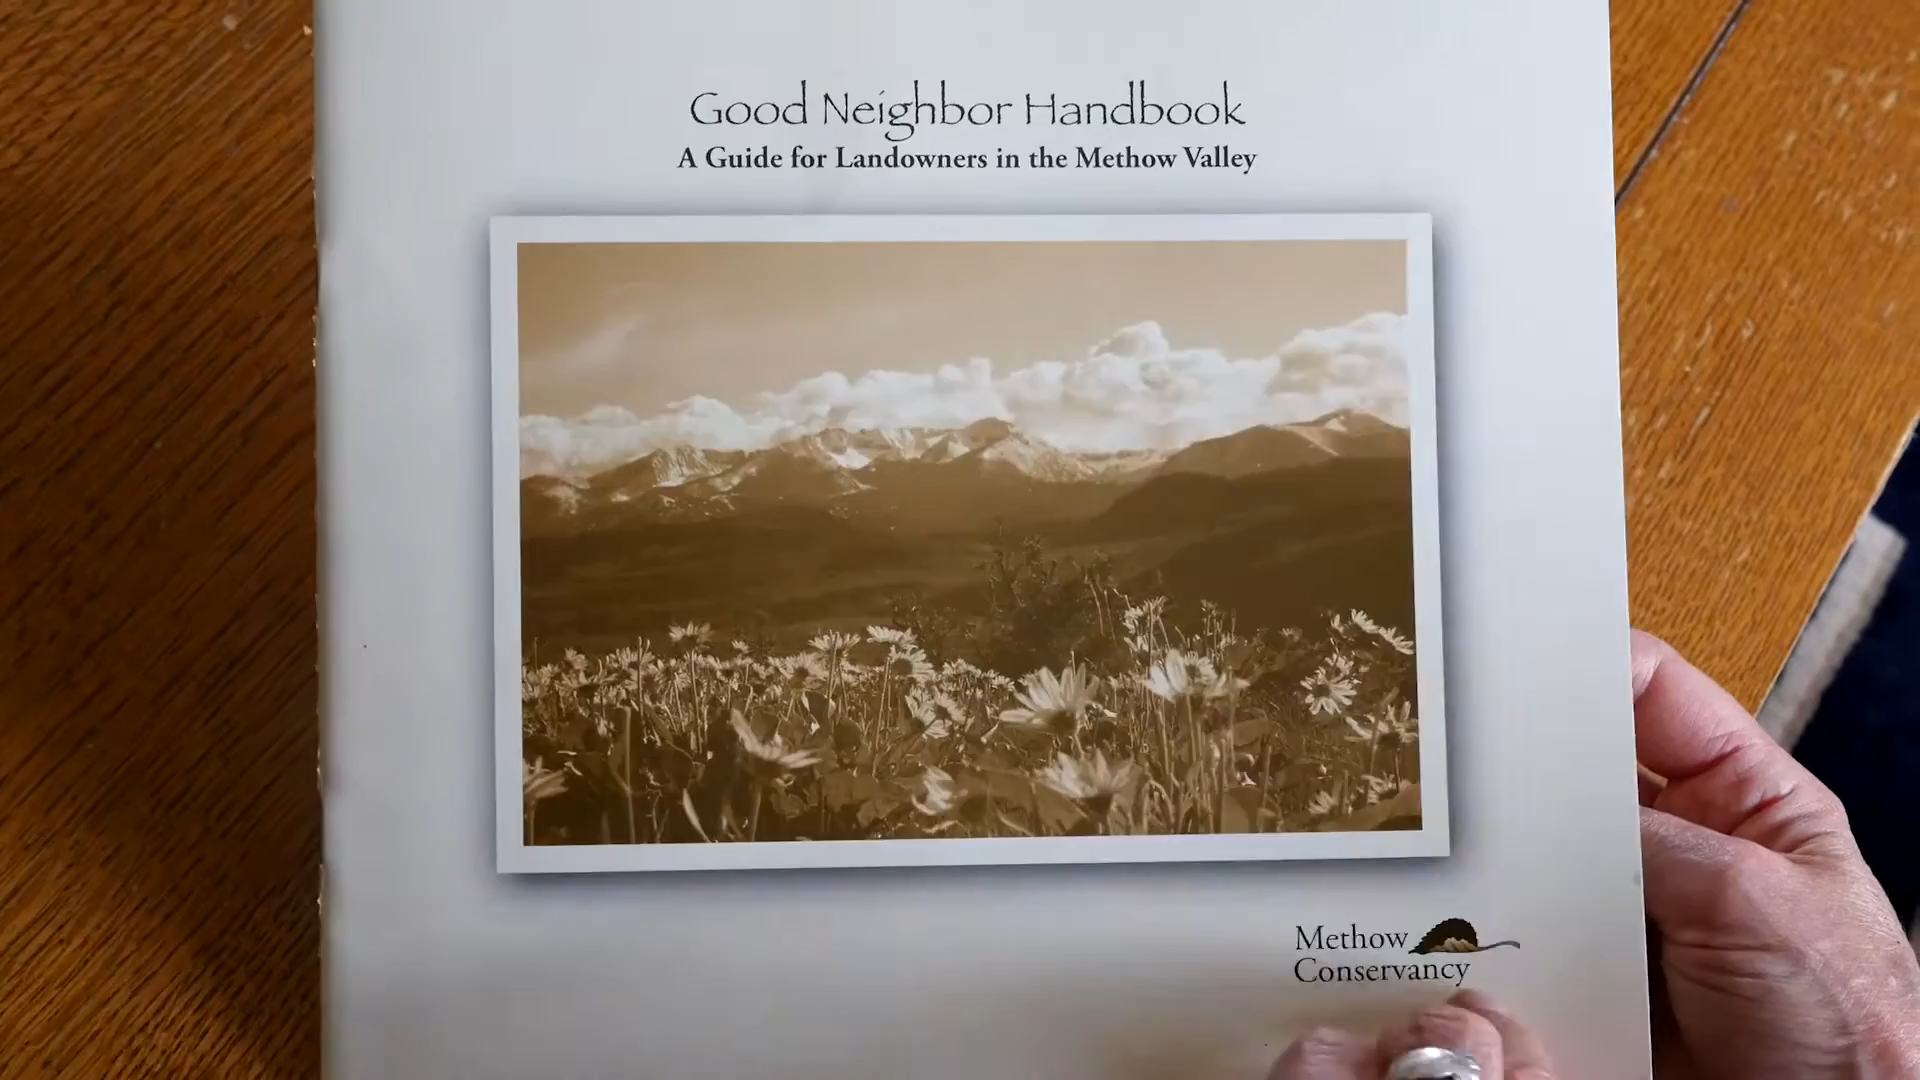 Good Neighbor Handbook
A Guide for Landowners in the Methow Valley
Methow
Conservancy